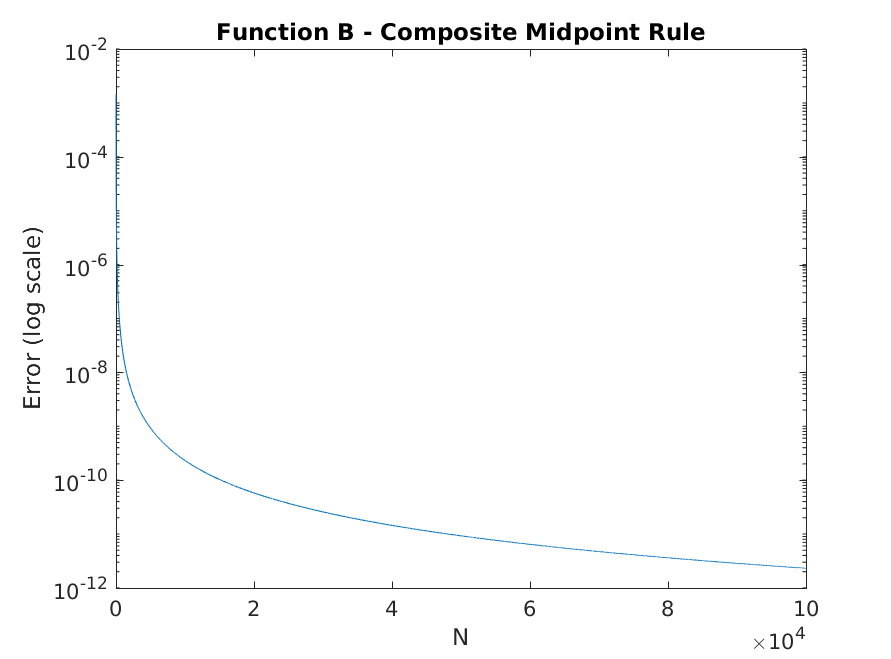 Function B - Composite Midpoint Rule
10^-2
10^-4
10^-6
10^-8
10^-10
10^-12
Error (log scale)
0 2 4 6 8 10
N
×10^4